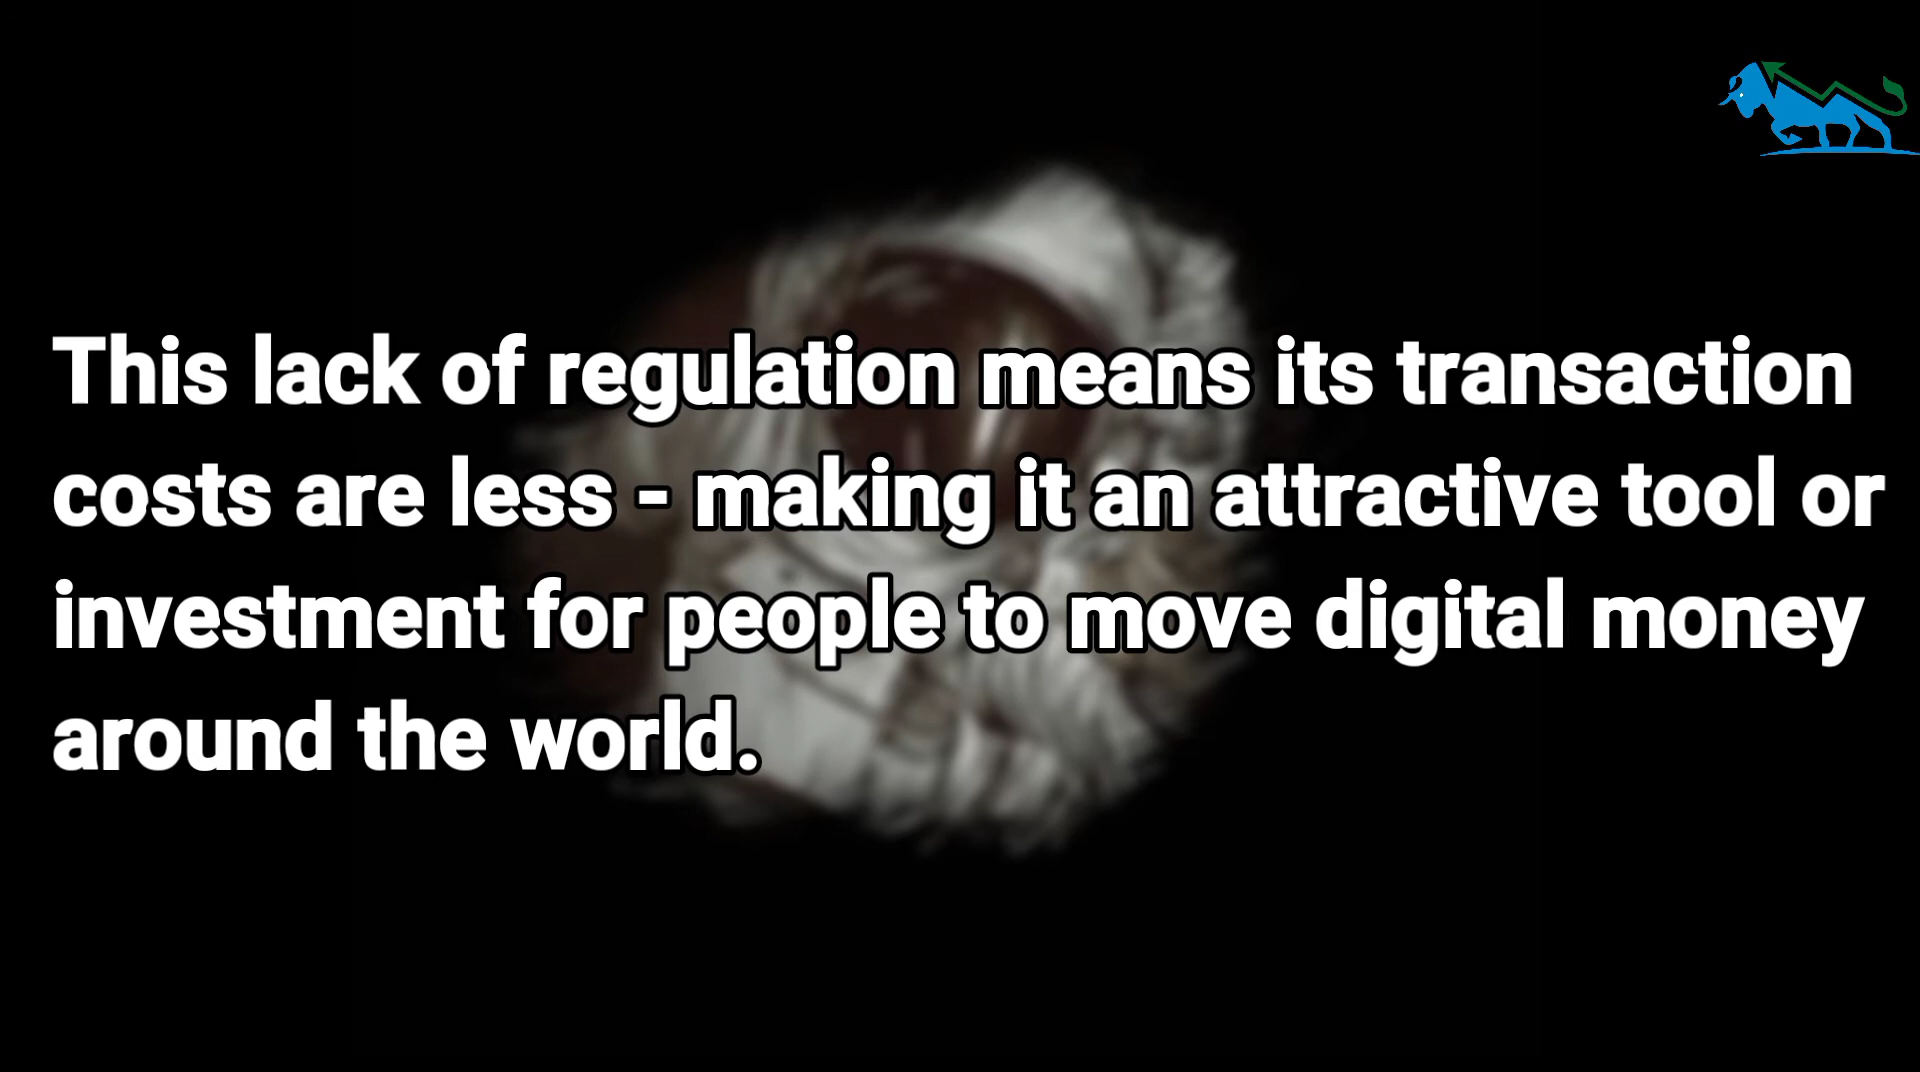 This lack of regulation means its transaction
costs are less - making it an attractive tool or
investment for people to move digital money
around the world.